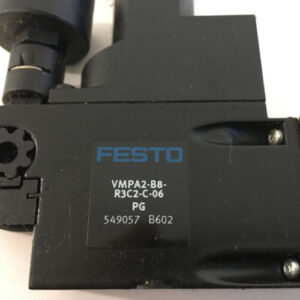 FESTO
VMPA2-B8-
R3C2-C-06
PG
549057 B602